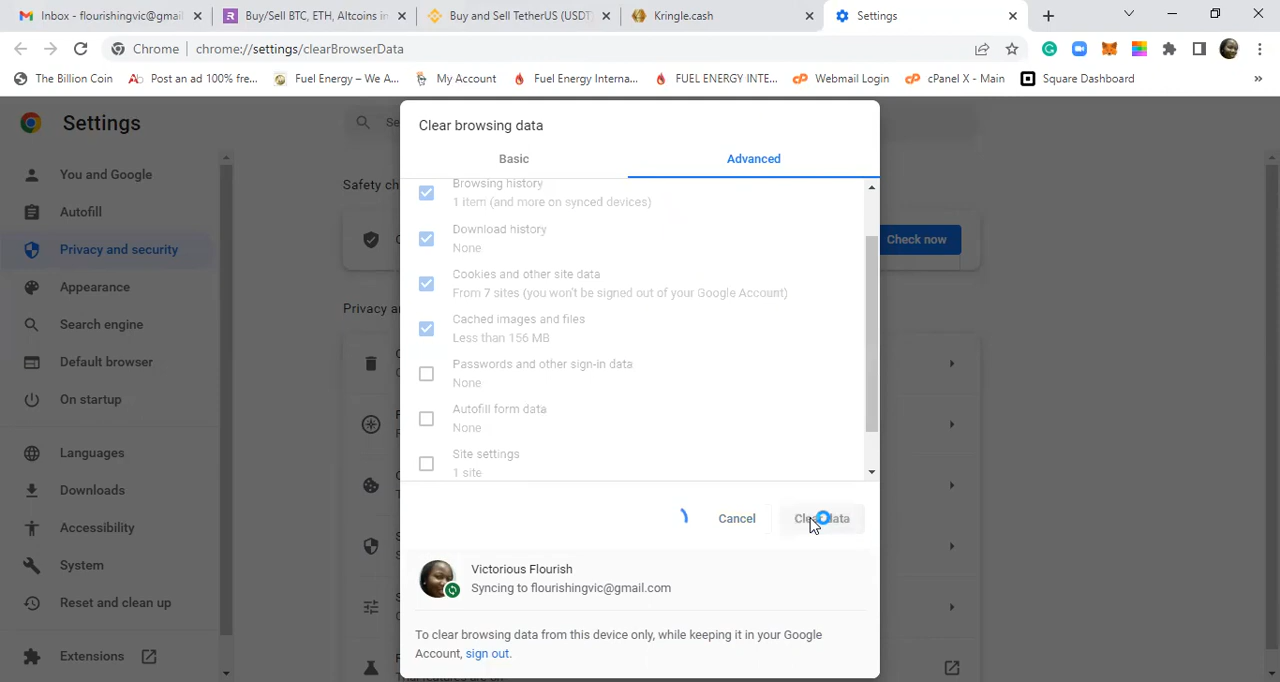 Inbox - flourishingvic@gmail
Buy/Sell BTC, ETH, Altcoins in
Buy and Sell TetherUS (USDT)
Kringle.cash
Settings
Chrome
chrome://settings/clearBrowserData
The Billion Coin
Post an ad 100% fre...
Fuel Energy – We A...
My Account
Fuel Energy Interna...
FUEL ENERGY INTE...
Webmail Login
cPanel X - Main
Square Dashboard
»
Settings
Se
You and Google
Autofill
Privacy and security
Appearance
Search engine
Default browser
On startup
Languages
Downloads
Accessibility
System
Reset and clean up
Extensions
Safety ch
Check now
Privacy a
Clear browsing data
Basic
Advanced
Browsing history
1 item (and more on synced devices)
Download history
None
Cookies and other site data
From 7 sites (you won't be signed out of your Google Account)
Cached images and files
Less than 156 MB
Passwords and other sign-in data
None
Autofill form data
None
Site settings
1 site
Cancel
Clear data
Victorious Flourish
Syncing to flourishingvic@gmail.com
To clear browsing data from this device only, while keeping it in your Google
Account, sign out.